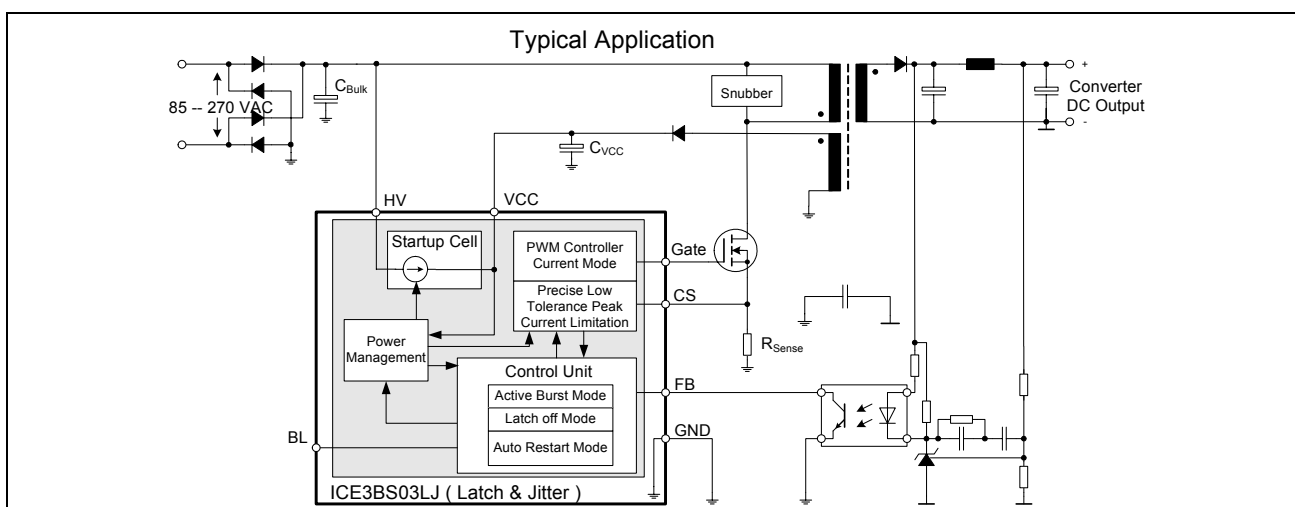 Typical Application
85 -- 270 VAC
CBulk
Snubber
+
Converter
DC Output
-
CVCC
HV
VCC
Startup Cell
PWM Controller
Current Mode
Gate
Precise Low
Tolerance Peak
Current Limitation
CS
RSense
Power
Management
Control Unit
Active Burst Mode
Latch off Mode
Auto Restart Mode
FB
GND
BL
ICE3BS03LJ ( Latch & Jitter )